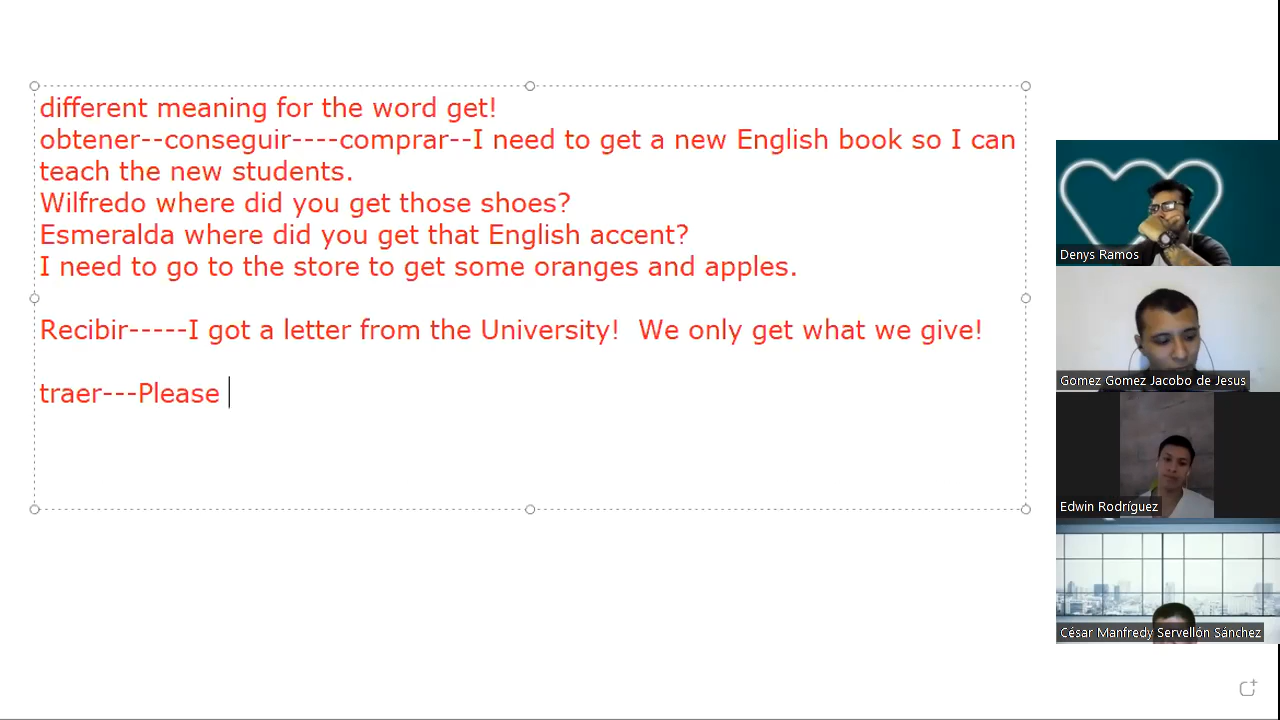 different meaning for the word get!
obtener--conseguir----comprar--I need to get a new English book so I can
teach the new students.
Wilfredo where did you get those shoes?
Esmeralda where did you get that English accent?
I need to go to the store to get some oranges and apples.
Recibir-----I got a letter from the University!  We only get what we give!
traer---Please
Denys Ramos
Gomez Gomez Jacobo de Jesus
Edwin Rodríguez
César Manfredy Servellón Sánchez